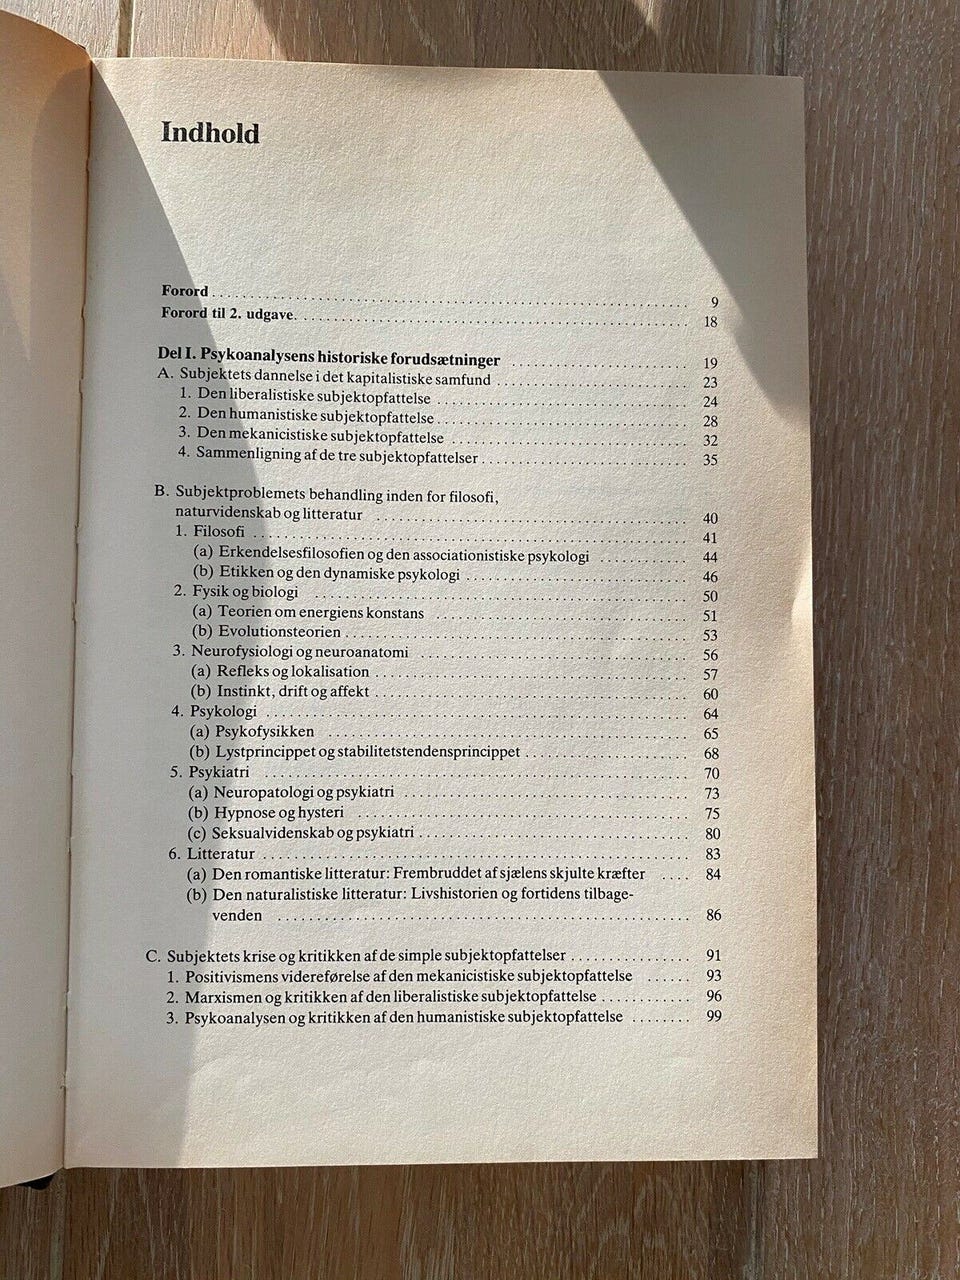 Indhold
Forord 9
Forord til 2. udgave. 18
Del I. Psykoanalysens historiske forudsætninger 19
A. Subjektets dannelse i det kapitalistiske samfund 23
1. Den liberalistiske subjektopfattelse 24
2. Den humanistiske subjektopfattelse 28
3. Den mekanicistiske subjektopfattelse 32
4. Sammenligning af de tre subjektopfattelser 35
B. Subjektproblemets behandling inden for filosofi,
naturvidenskab og litteratur 40
1. Filosofi 41
(a) Erkendelsesfilosofien og den associationistiske psykologi 44
(b) Etikken og den dynamiske psykologi 46
2. Fysik og biologi 50
(a) Teorien om energiens konstans 51
(b) Evolutionsteorien 53
3. Neurofysiologi og neuroanatomi 56
(a) Refleks og lokalisation 57
(b) Instinkt, drift og affekt 60
4. Psykologi 64
(a) Psykofysikken 65
(b) Lystprincippet og stabilitetstendensprincippet 68
5. Psykiatri 70
(a) Neuropatologi og psykiatri 73
(b) Hypnose og hysteri 75
(c) Seksualvidenskab og psykiatri 80
6. Litteratur 83
(a) Den romantiske litteratur: Frembruddet af sjælens skjulte kræfter 84
(b) Den naturalistiske litteratur: Livshistorien og fortidens tilbage-
venden 86
C. Subjektets krise og kritikken af de simple subjektopfattelser 91
1. Positivismens videreførelse af den mekanicistiske subjektopfattelse 93
2. Marxismen og kritikken af den liberalistiske subjektopfattelse 96
3. Psykoanalysen og kritikken af den humanistiske subjektopfattelse 99